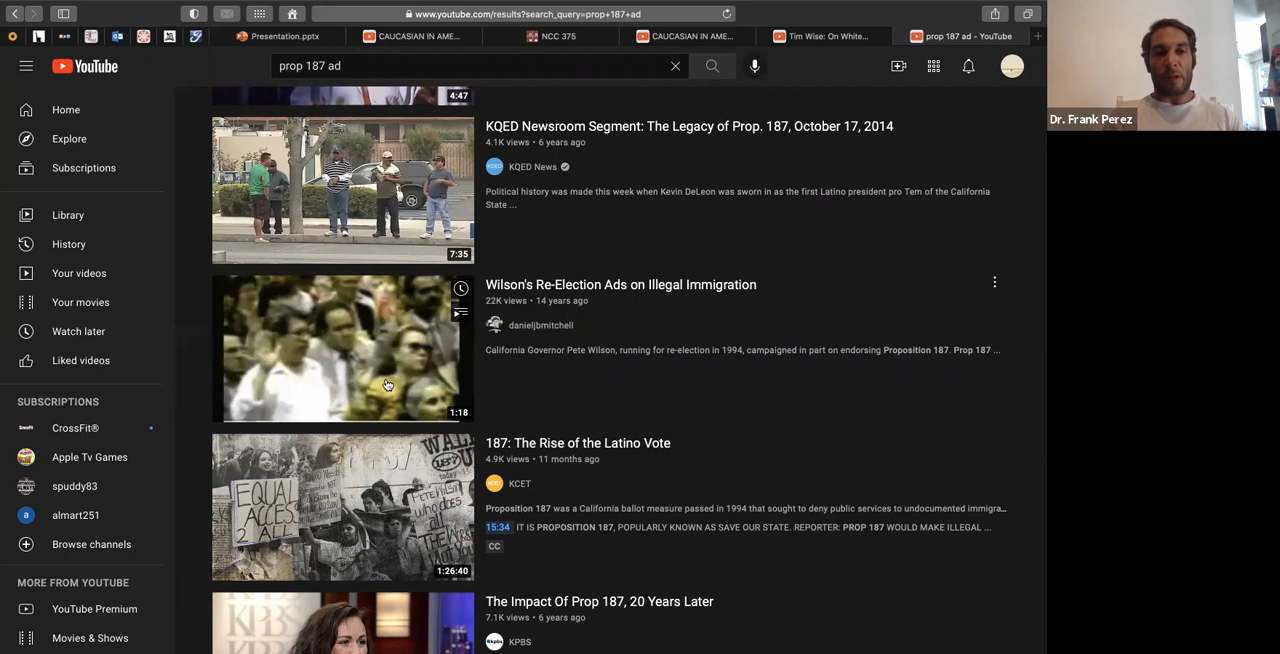 www.youtube.com/results?search_query=prop+187+ad
Presentation.pptx
CAUCASIAN IN AME...
NCC 375
CAUCASIAN IN AME...
Tim Wise: On White...
prop 187 ad - YouTube
YouTube
prop 187 ad
Dr. Frank Perez
Home
Explore
Subscriptions
Library
History
Your videos
Your movies
Watch later
Liked videos
SUBSCRIPTIONS
CrossFit®
Apple Tv Games
spuddy83
a
almart251
Browse channels
MORE FROM YOUTUBE
YouTube Premium
Movies & Shows
4:47
7:35
KQED Newsroom Segment: The Legacy of Prop. 187, October 17, 2014
4.1K views • 6 years ago
KQED News
Political history was made this week when Kevin DeLeon was sworn in as the first Latino president pro Tem of the California
State ...
1:18
Wilson's Re-Election Ads on Illegal Immigration
22K views • 14 years ago
danieljbmitchell
California Governor Pete Wilson, running for re-election in 1994, campaigned in part on endorsing Proposition 187. Prop 187 ...
EQUAL
ACCESS
1:26:40
187: The Rise of the Latino Vote
4.9K views • 11 months ago
KCET
Proposition 187 was a California ballot measure passed in 1994 that sought to deny public services to undocumented immigra...
15:34 IT IS PROPOSITION 187, POPULARLY KNOWN AS SAVE OUR STATE. REPORTER: PROP 187 WOULD MAKE ILLEGAL ...
CC
The Impact Of Prop 187, 20 Years Later
7.1K views • 6 years ago
kpbs
KPBS